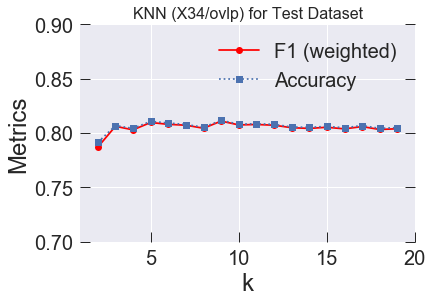 KNN (X34/ovlp) for Test Dataset
F1 (weighted)
Accuracy
Metrics
0.90
0.85
0.80
0.75
0.70
5
10
15
20
k